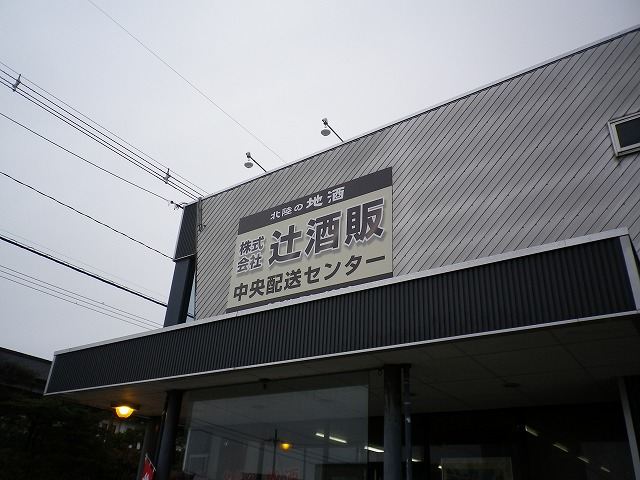 北陸の地酒
株式会社 辻酒販
中央配送センター